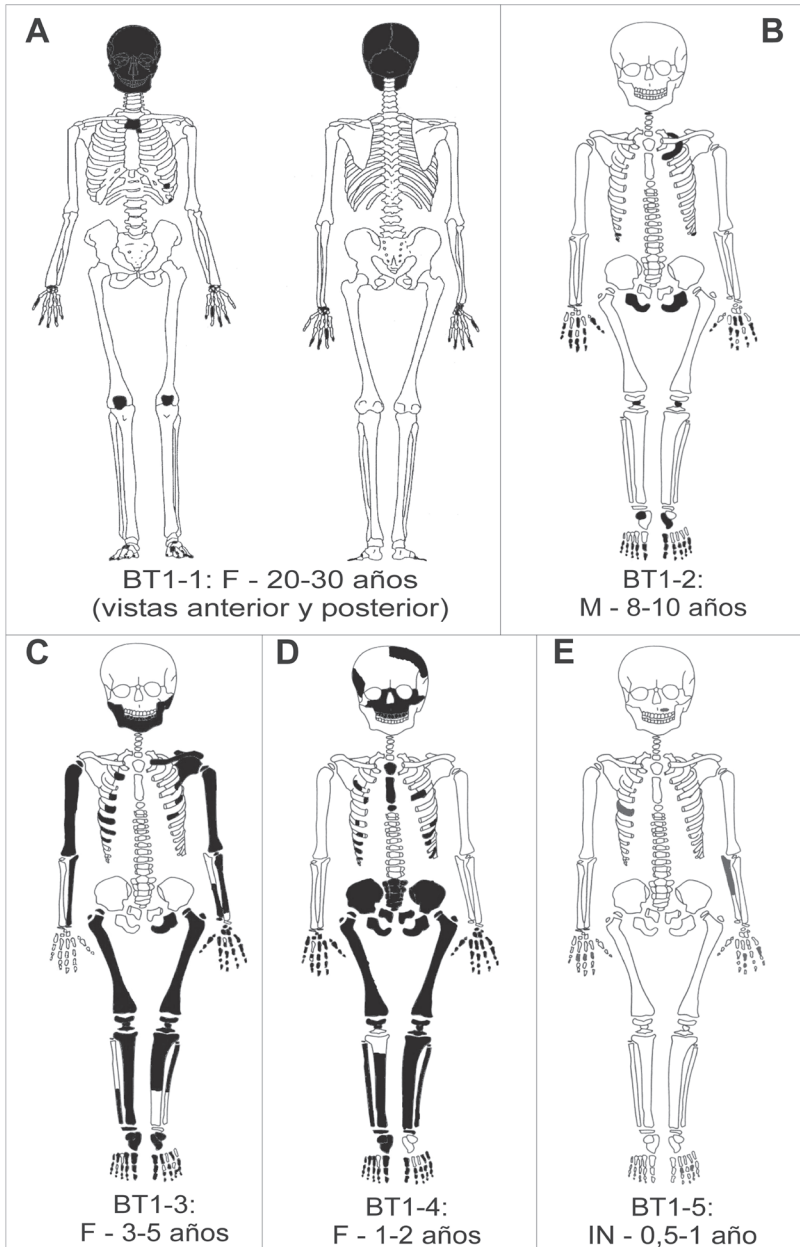 A
B
BT1-1: F - 20-30 años
(vistas anterior y posterior)
BT1-2:
M - 8-10 años
C
D
E
BT1-3:
F - 3-5 años
BT1-4:
F - 1-2 años
BT1-5:
IN - 0,5-1 año